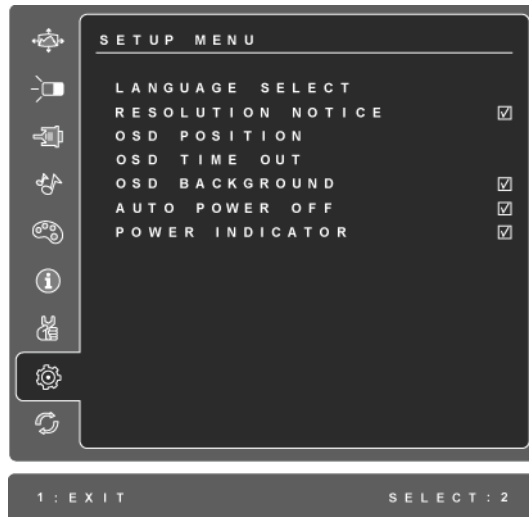 SETUP MENU
LANGUAGE SELECT
RESOLUTION NOTICE ☑
OSD POSITION
OSD TIME OUT
OSD BACKGROUND ☑
AUTO POWER OFF ☑
POWER INDICATOR ☑
1:EXIT SELECT:2